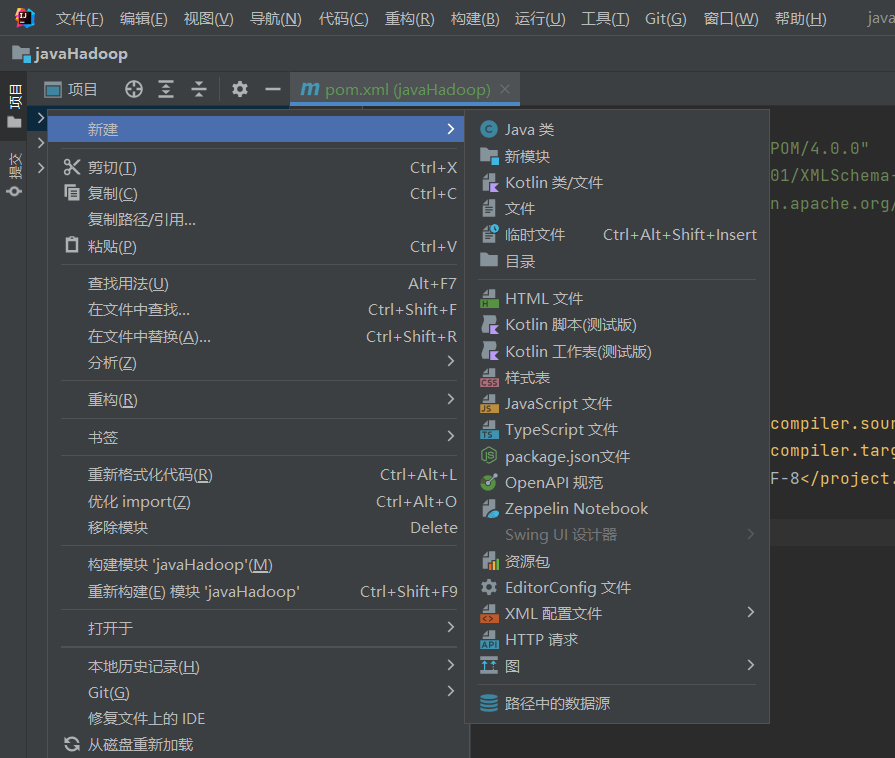 文件(F) 编辑(E) 视图(V) 导航(N) 代码(C) 重构(R) 构建(B) 运行(U) 工具(T) Git(G) 窗口(W) 帮助(H) java
javaHadoop
项目 pom.xml (javaHadoop)
项目
提交
新建
剪切(T) Ctrl+X
复制(C) Ctrl+C
复制路径/引用...
粘贴(P) Ctrl+V
查找用法(U) Alt+F7
在文件中查找... Ctrl+Shift+F
在文件中替换(A)... Ctrl+Shift+R
分析(Z)
重构(R)
书签
重新格式化代码(R) Ctrl+Alt+L
优化 import(Z) Ctrl+Alt+O
移除模块 Delete
构建模块 'javaHadoop'(M)
重新构建(E) 模块 'javaHadoop' Ctrl+Shift+F9
打开于
本地历史记录(H)
Git(G)
修复文件上的 IDE
从磁盘重新加载
Java 类
新模块
Kotlin 类/文件
文件
临时文件 Ctrl+Alt+Shift+Insert
目录
HTML 文件
Kotlin 脚本(测试版)
Kotlin 工作表(测试版)
样式表
JavaScript 文件
TypeScript 文件
package.json文件
OpenAPI 规范
Zeppelin Notebook
Swing UI 设计器
资源包
EditorConfig 文件
XML 配置文件
HTTP 请求
图
路径中的数据源
POM/4.0.0"
01/XMLSchema-
n.apache.org/
compiler.sour
compiler.targ
F-8</project.